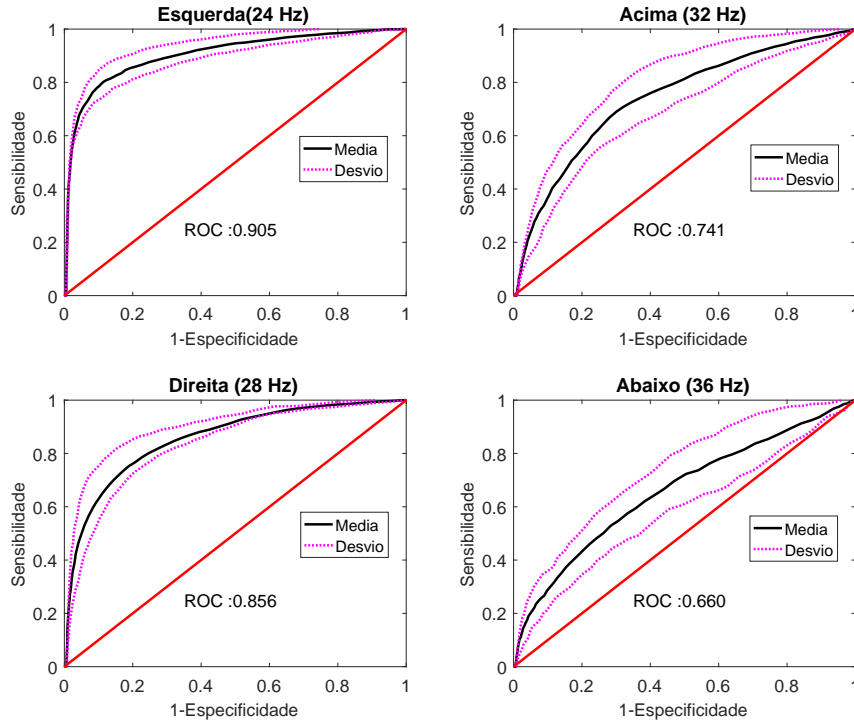 Esquerda(24 Hz)
1
0.8
0.6
0.4
0.2
0
Sensibilidade
Media
Desvio
ROC :0.905
0 0.2 0.4 0.6 0.8 1
1-Especificidade
Acima (32 Hz)
1
0.8
0.6
0.4
0.2
0
Sensibilidade
Media
Desvio
ROC :0.741
0 0.2 0.4 0.6 0.8 1
1-Especificidade
Direita (28 Hz)
1
0.8
0.6
0.4
0.2
0
Sensibilidade
Media
Desvio
ROC :0.856
0 0.2 0.4 0.6 0.8 1
1-Especificidade
Abaixo (36 Hz)
1
0.8
0.6
0.4
0.2
0
Sensibilidade
Media
Desvio
ROC :0.660
0 0.2 0.4 0.6 0.8 1
1-Especificidade